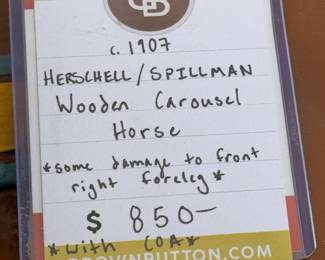 c. 1907
HERSCHELL/SPILLMAN
Wooden Carousel
Horse
*some damage to front
right foreleg*
$ 850—
*with COA*